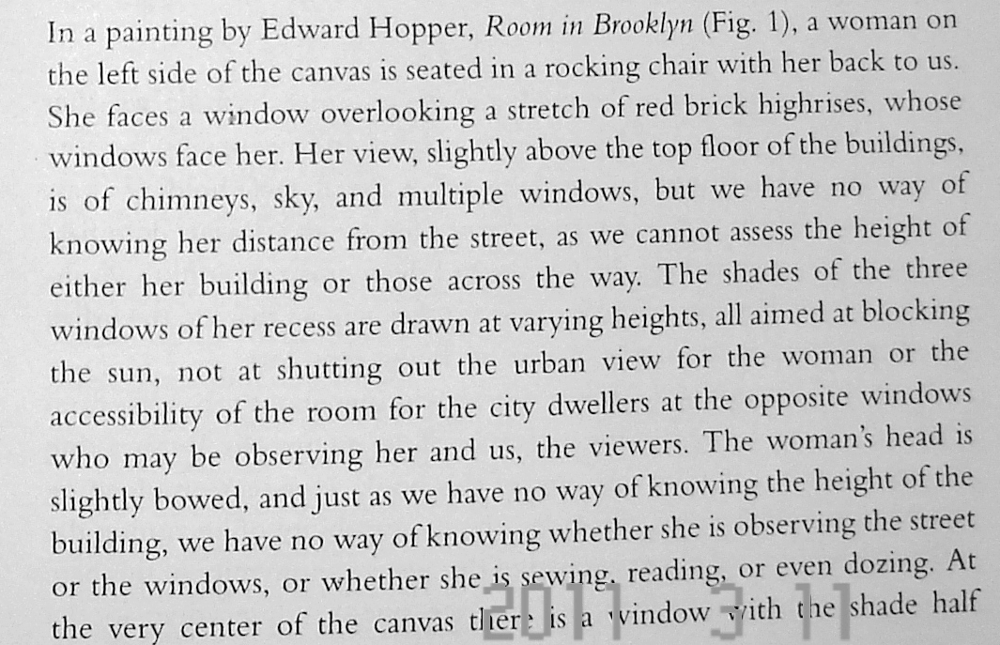 In a painting by Edward Hopper, Room in Brooklyn (Fig. 1), a woman on
the left side of the canvas is seated in a rocking chair with her back to us.
She faces a window overlooking a stretch of red brick highrises, whose
windows face her. Her view, slightly above the top floor of the buildings,
is of chimneys, sky, and multiple windows, but we have no way of
knowing her distance from the street, as we cannot assess the height of
either her building or those across the way. The shades of the three
windows of her recess are drawn at varying heights, all aimed at blocking
the sun, not at shutting out the urban view for the woman or the
accessibility of the room for the city dwellers at the opposite windows
who may be observing her and us, the viewers. The woman's head is
slightly bowed, and just as we have no way of knowing the height of the
building, we have no way of knowing whether she is observing the street
or the windows, or whether she is sewing, reading, or even dozing. At
the very center of the canvas there is a window with the shade half
2011 3 11